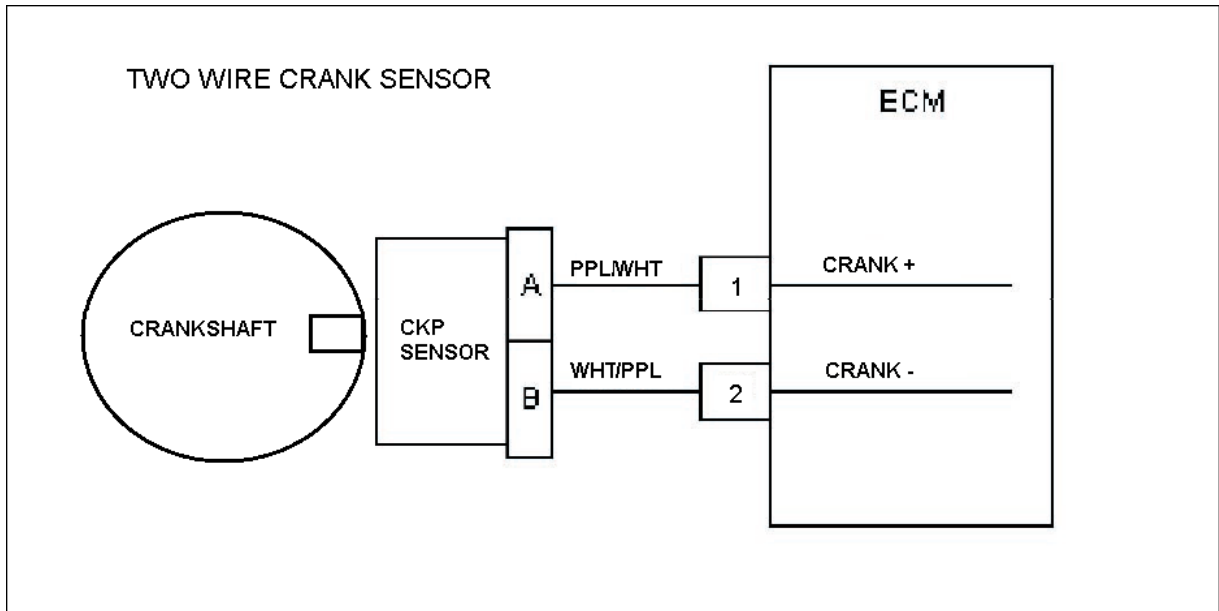 TWO WIRE CRANK SENSOR
ECM
CRANKSHAFT
CKP
SENSOR
A
B
PPL/WHT
WHT/PPL
1
2
CRANK +
CRANK -